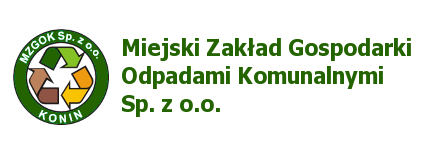 MZGOK Sp. z o.o.
KONIN
Miejski Zakład Gospodarki
Odpadami Komunalnymi
Sp. z o.o.